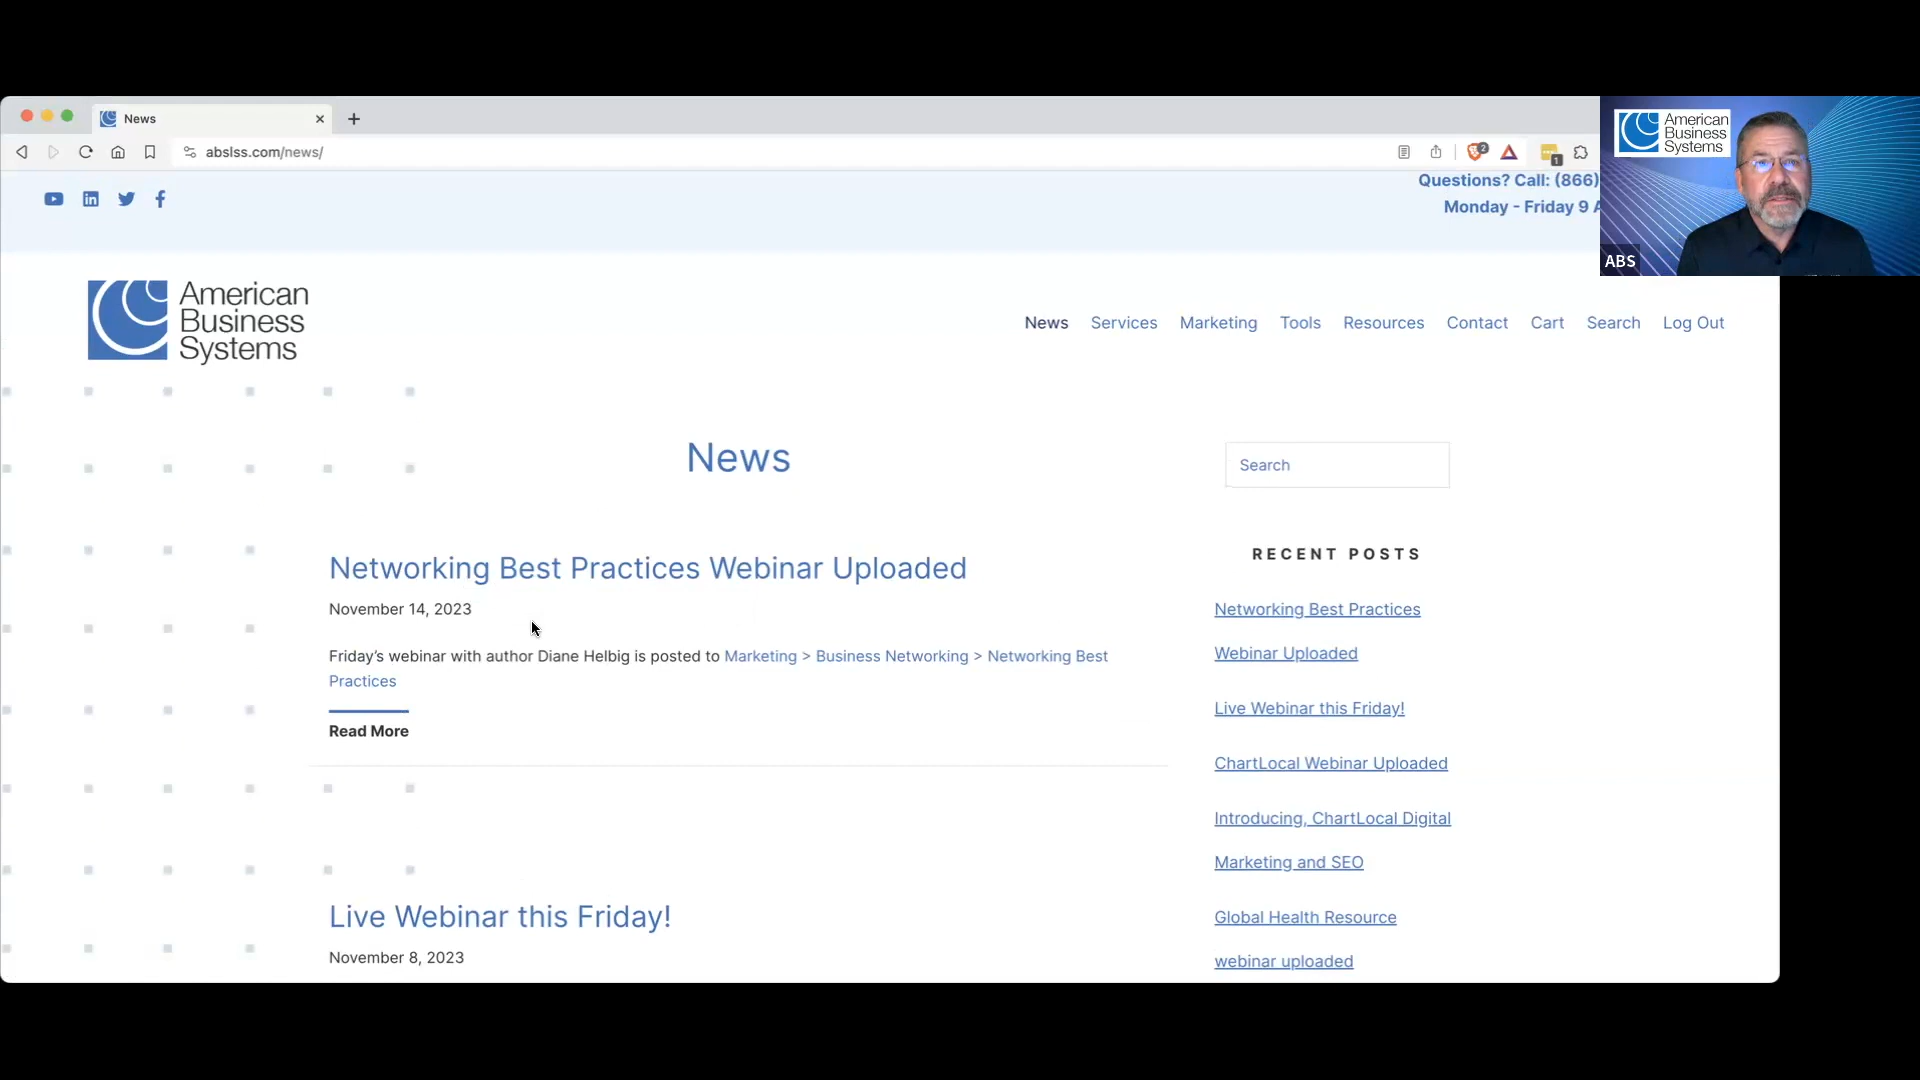 News
abslss.com/news/
2
1
Questions? Call: (866)
Monday - Friday 9 A
American
Business
Systems
ABS
American
Business
Systems
News Services Marketing Tools Resources Contact Cart Search Log Out
News
Search
Networking Best Practices Webinar Uploaded
November 14, 2023
Friday's webinar with author Diane Helbig is posted to Marketing > Business Networking > Networking Best
Practices
Read More
Live Webinar this Friday!
November 8, 2023
RECENT POSTS
Networking Best Practices
Webinar Uploaded
Live Webinar this Friday!
ChartLocal Webinar Uploaded
Introducing, ChartLocal Digital
Marketing and SEO
Global Health Resource
webinar uploaded